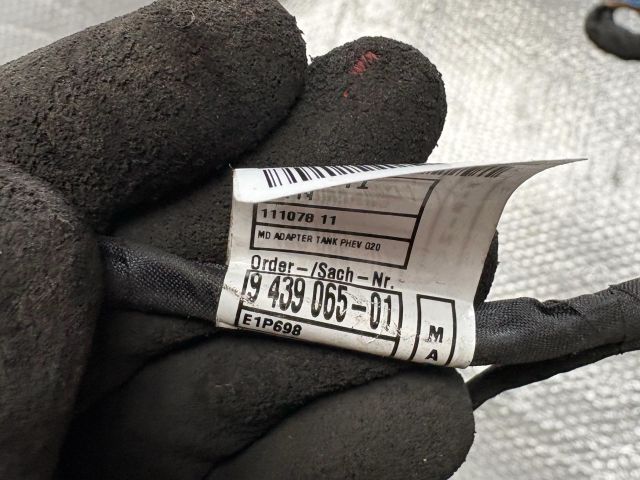 111078 11
MD ADAPTER TANK PHEV G20
Order-/Sach-Nr.
9 439 065-01
E1P698
M
A